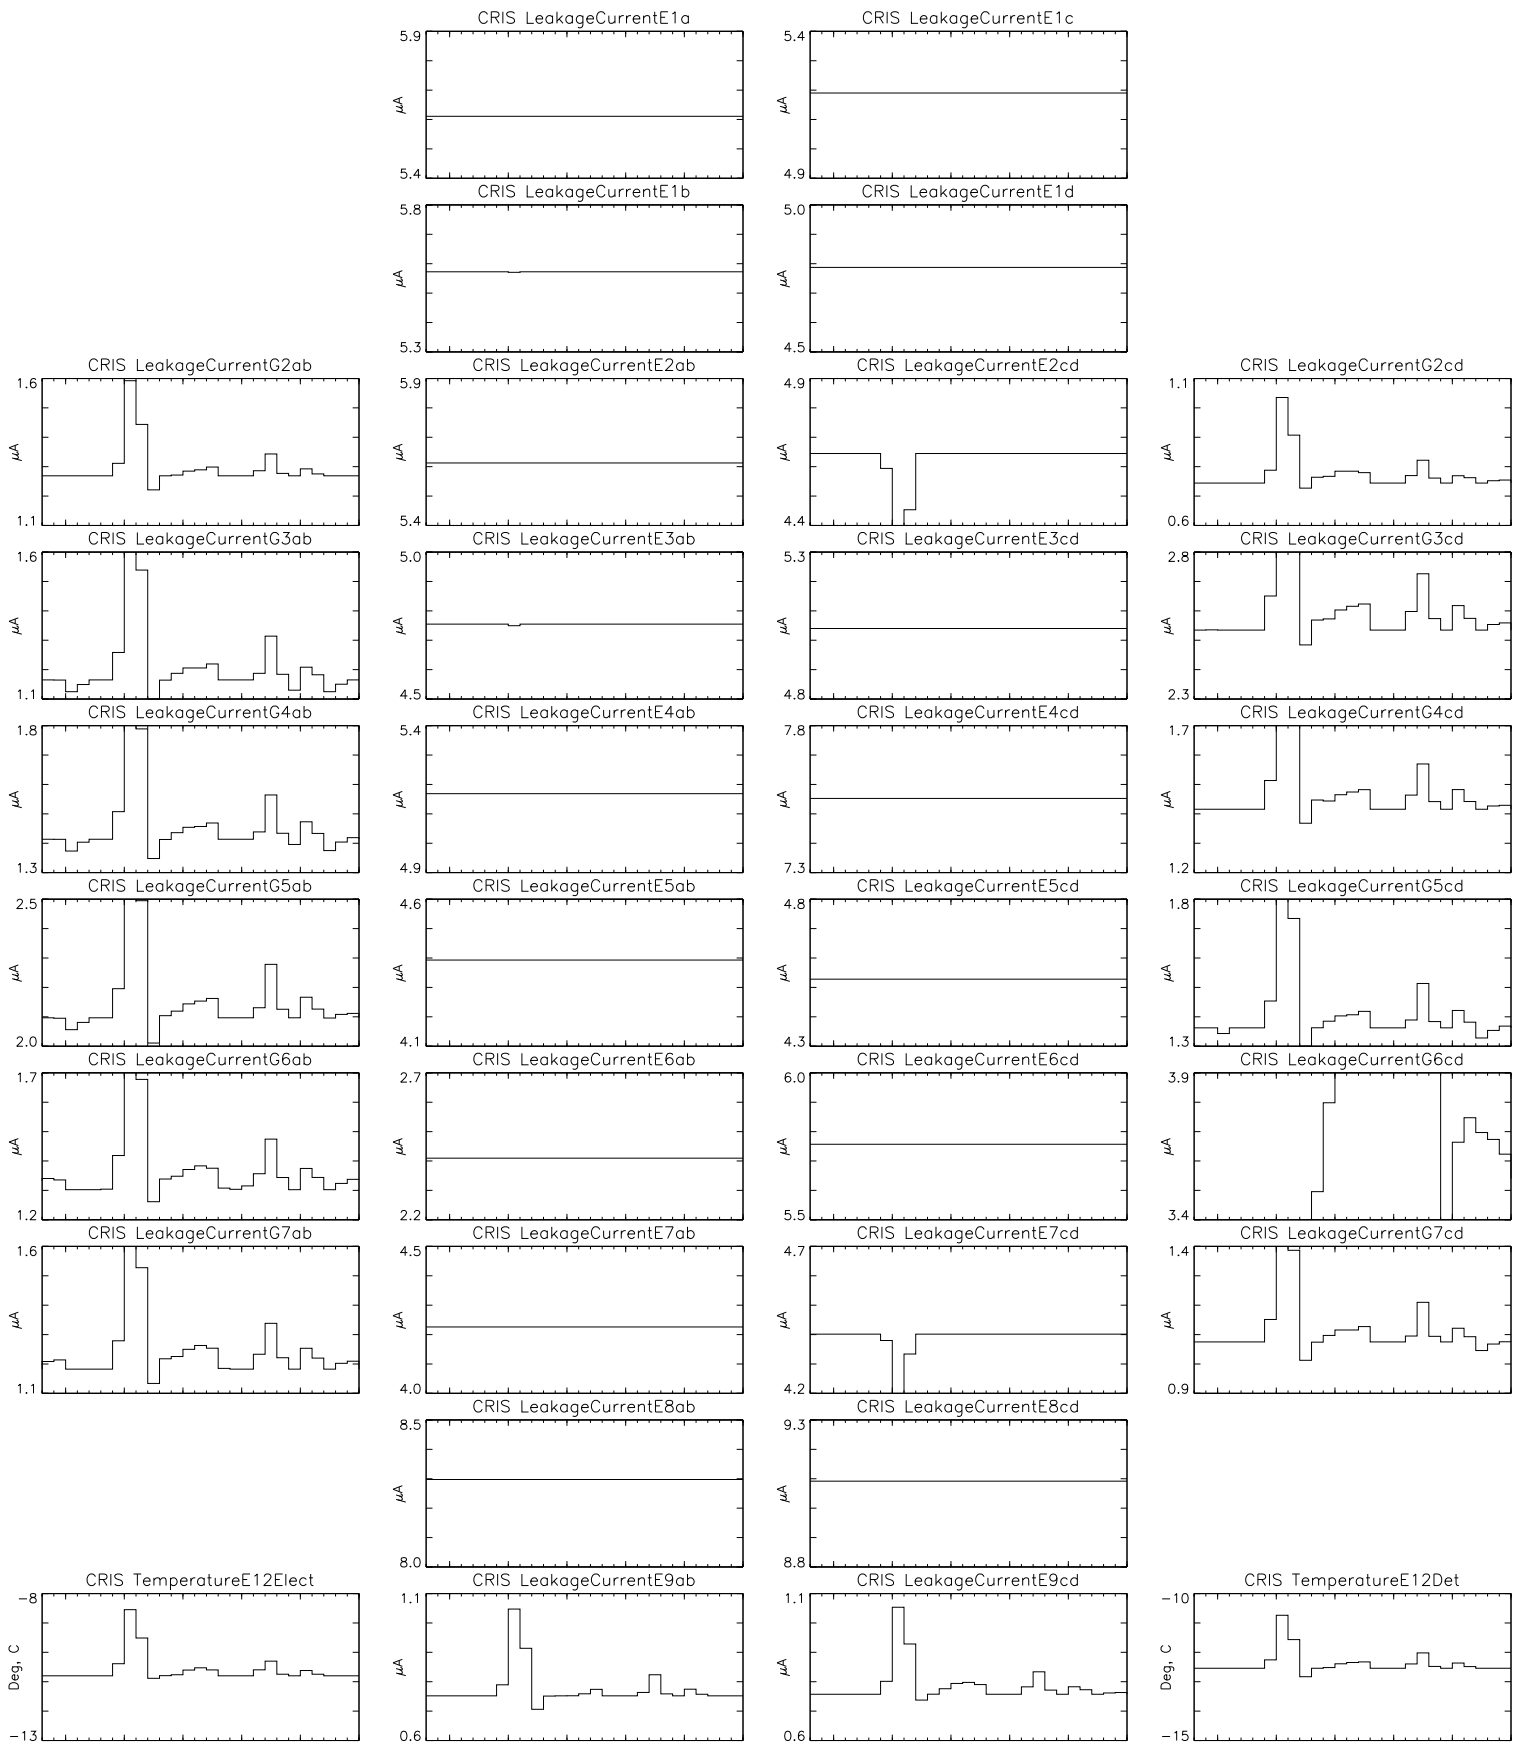 CRIS LeakageCurrentE1a CRIS LeakageCurrentE1c
5.9 5.4
μA μA
5.4 4.9
CRIS LeakageCurrentE1b CRIS LeakageCurrentE1d
5.8 5.0
μA μA
5.3 4.5
CRIS LeakageCurrentG2ab CRIS LeakageCurrentE2ab CRIS LeakageCurrentE2cd CRIS LeakageCurrentG2cd
1.6 5.9 4.9 1.1
μA μA μA μA
1.1 5.4 4.4 0.6
CRIS LeakageCurrentG3ab CRIS LeakageCurrentE3ab CRIS LeakageCurrentE3cd CRIS LeakageCurrentG3cd
1.6 5.0 5.3 2.8
μA μA μA μA
1.1 4.5 4.8 2.3
CRIS LeakageCurrentG4ab CRIS LeakageCurrentE4ab CRIS LeakageCurrentE4cd CRIS LeakageCurrentG4cd
1.8 5.4 7.8 1.7
μA μA μA μA
1.3 4.9 7.3 1.2
CRIS LeakageCurrentG5ab CRIS LeakageCurrentE5ab CRIS LeakageCurrentE5cd CRIS LeakageCurrentG5cd
2.5 4.6 4.8 1.8
μA μA μA μA
2.0 4.1 4.3 1.3
CRIS LeakageCurrentG6ab CRIS LeakageCurrentE6ab CRIS LeakageCurrentE6cd CRIS LeakageCurrentG6cd
1.7 2.7 6.0 3.9
μA μA μA μA
1.2 2.2 5.5 3.4
CRIS LeakageCurrentG7ab CRIS LeakageCurrentE7ab CRIS LeakageCurrentE7cd CRIS LeakageCurrentG7cd
1.6 4.5 4.7 1.4
μA μA μA μA
1.1 4.0 4.2 0.9
CRIS LeakageCurrentE8ab CRIS LeakageCurrentE8cd
8.5 9.3
μA μA
8.0 8.8
CRIS TemperatureE12Elect CRIS LeakageCurrentE9ab CRIS LeakageCurrentE9cd CRIS TemperatureE12Det
-8 1.1 1.1 -10
Deg, C μA μA Deg, C
-13 0.6 0.6 -15